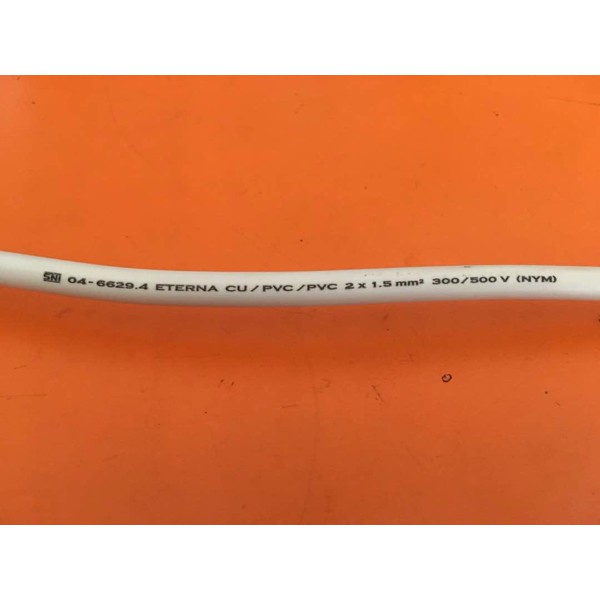 SNI 04-6629.4 ETERNA CU/PVC/PVC 2 x 1.5 mm² 300/500 V (NYM)